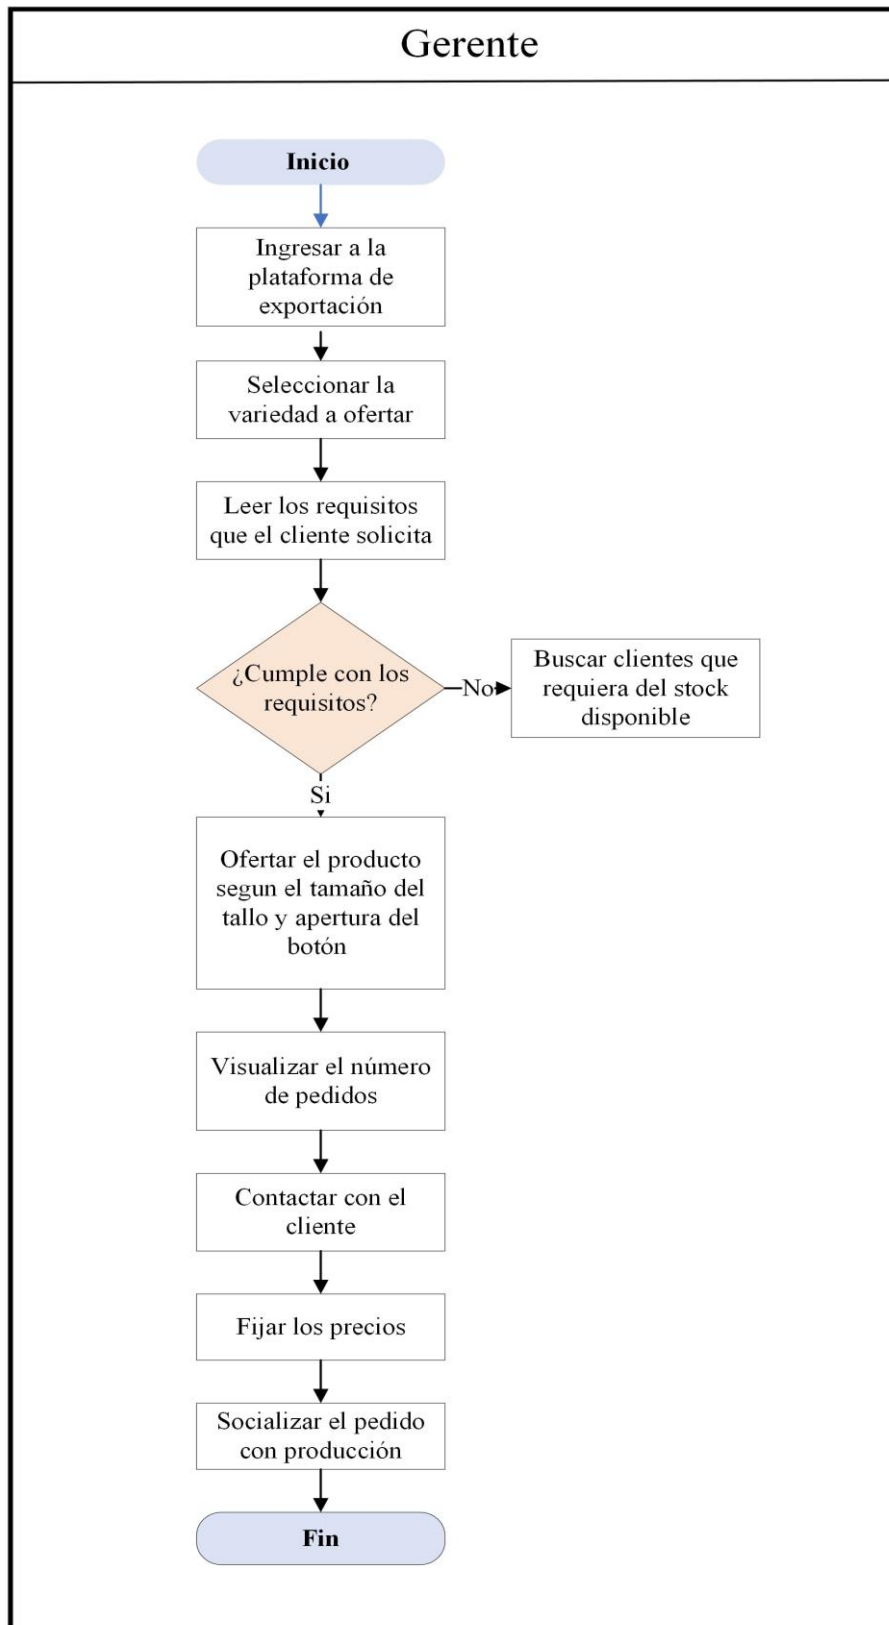 Gerente
Inicio
Ingresar a la
plataforma de
exportación
Seleccionar la
variedad a ofertar
Leer los requisitos
que el cliente solicita
¿Cumple con los
requisitos?
No
Buscar clientes que
requiera del stock
disponible
Si
Ofertar el producto
segun el tamaño del
tallo y apertura del
botón
Visualizar el número
de pedidos
Contactar con el
cliente
Fijar los precios
Socializar el pedido
con producción
Fin